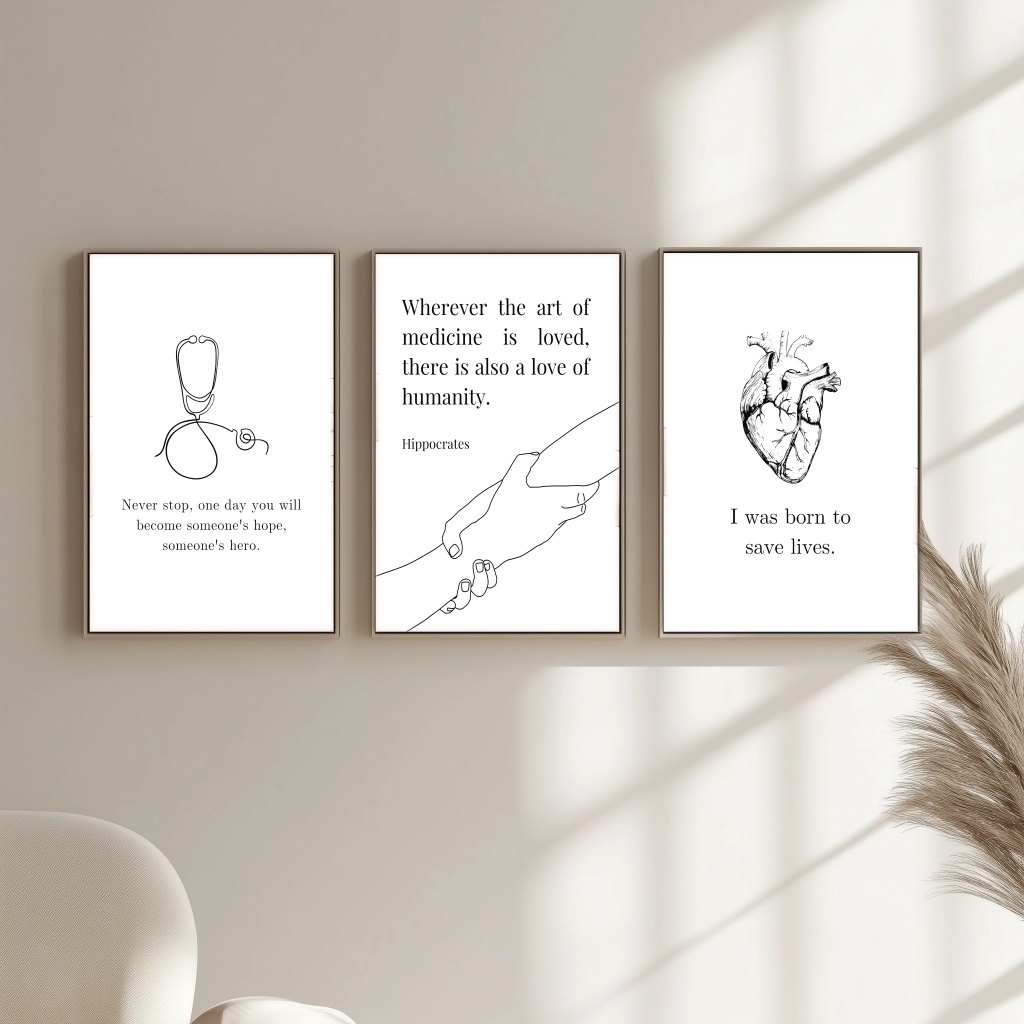 Never stop, one day you will
become someone's hope,
someone's hero.
Wherever the art of
medicine is loved,
there is also a love of
humanity.
Hippocrates
I was born to
save lives.